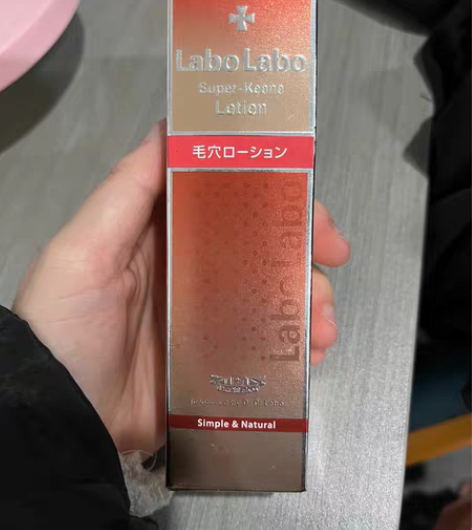 Labo Labo
Super-Keana
Lotion
毛穴ローション
Labo Labo
Simple & Natural